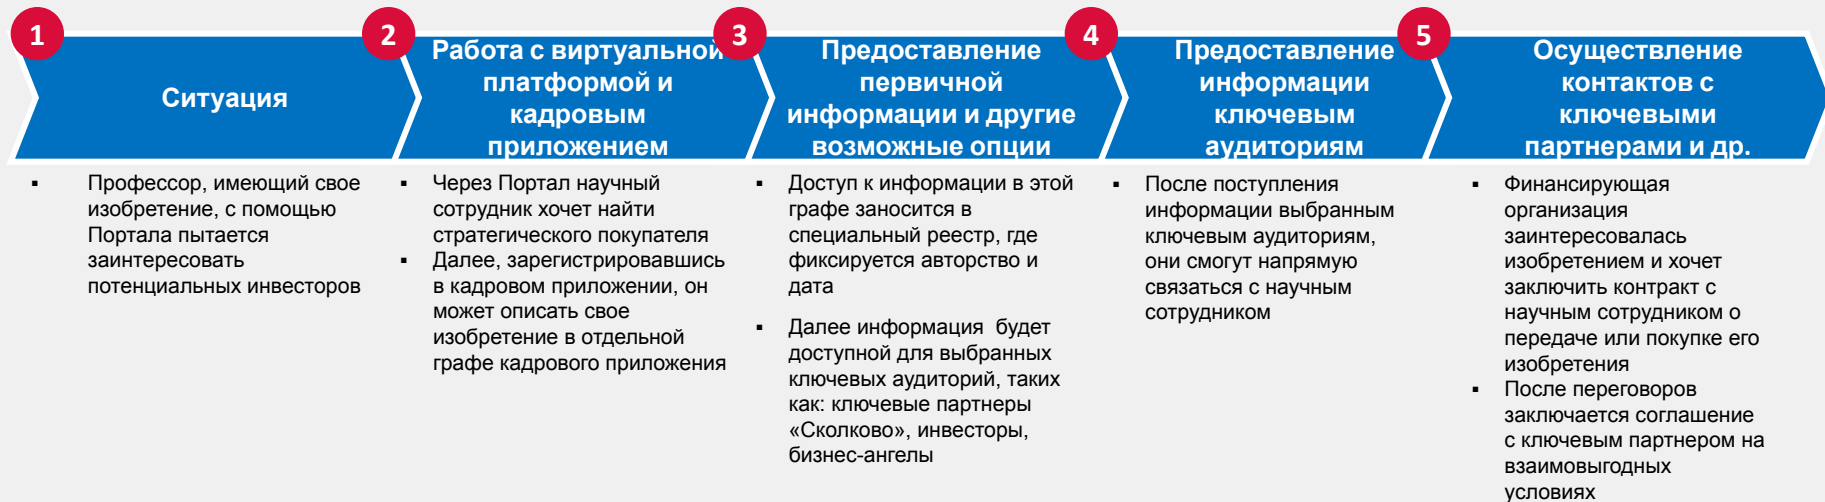 1
Ситуация
▪ Профессор, имеющий свое
изобретение, с помощью
Портала пытается
заинтересовать
потенциальных инвесторов
2
Работа с виртуальной
платформой и
кадровым
приложением
▪ Через Портал научный
сотрудник хочет найти
стратегического покупателя
▪ Далее, зарегистрировавшись
в кадровом приложении, он
может описать свое
изобретение в отдельной
графе кадрового приложения
3
Предоставление
первичной
информации и другие
возможные опции
▪ Доступ к информации в этой
графе заносится в
специальный реестр, где
фиксируется авторство и
дата
▪ Далее информация будет
доступной для выбранных
ключевых аудиторий, таких
как: ключевые партнеры
«Сколково», инвесторы,
бизнес-ангелы
4
Предоставление
информации
ключевым
аудиториям
▪ После поступления
информации выбранным
ключевым аудиториям,
они смогут напрямую
связаться с научным
сотрудником
5
Осуществление
контактов с
ключевыми
партнерами и др.
▪ Финансирующая
организация
заинтересовалась
изобретением и хочет
заключить контракт с
научным сотрудником о
передаче или покупке его
изобретения
▪ После переговоров
заключается соглашение
с ключевым партнером на
взаимовыгодных
условиях